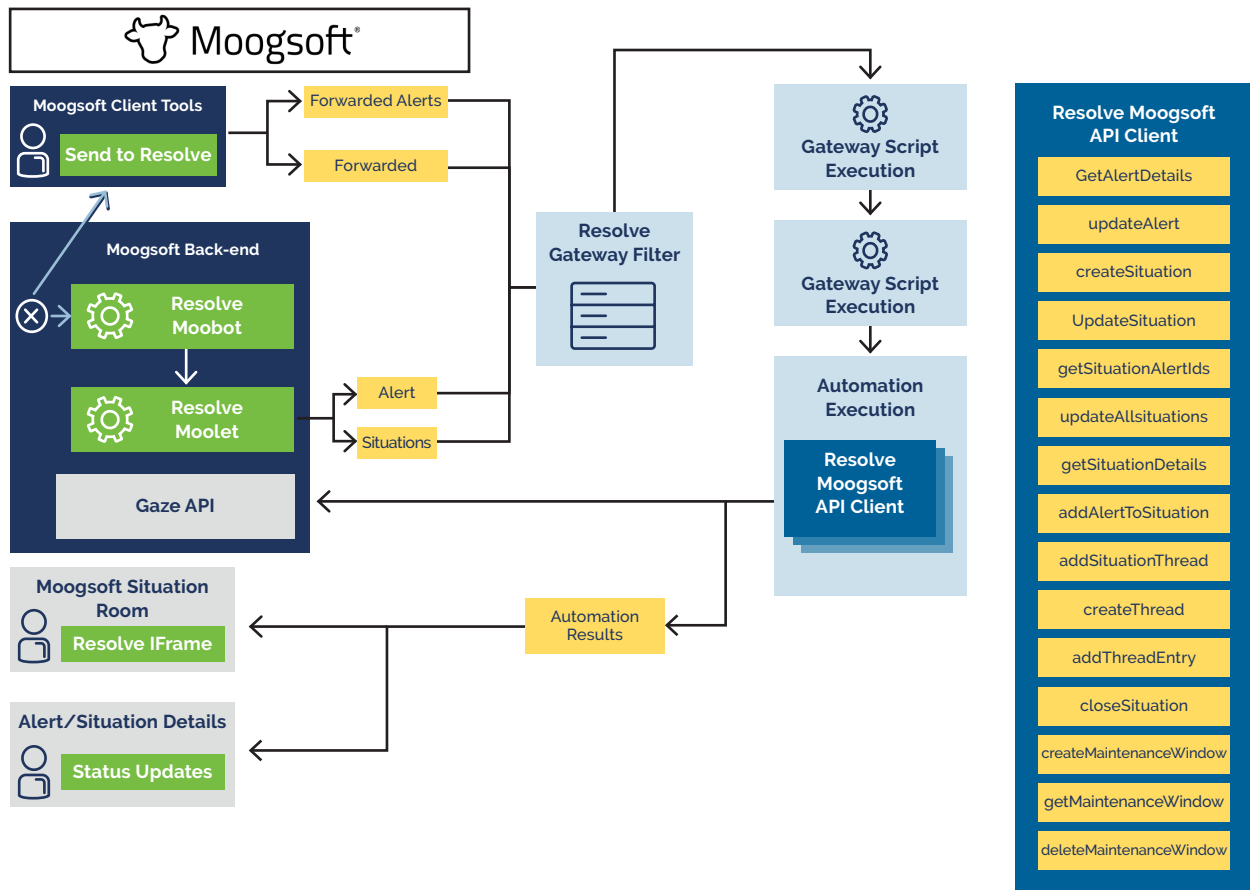 Moogsoft®
Moogsoft Client Tools
Send to Resolve
Forwarded Alerts
Forwarded
Moogsoft Back-end
Resolve
Moobot
Resolve
Moolet
Gaze API
Alert
Situations
Resolve
Gateway Filter
Gateway Script
Execution
Gateway Script
Execution
Automation
Execution
Resolve
Moogsoft
API Client
Automation
Results
Moogsoft Situation
Room
Resolve IFrame
Alert/Situation Details
Status Updates
Resolve Moogsoft
API Client
GetAlertDetails
updateAlert
createSituation
UpdateSituation
getSituationAlertIds
updateAllsituations
getSituationDetails
addAlertToSituation
addSituationThread
createThread
addThreadEntry
closeSituation
createMaintenanceWindow
getMaintenanceWindow
deleteMaintenanceWindow